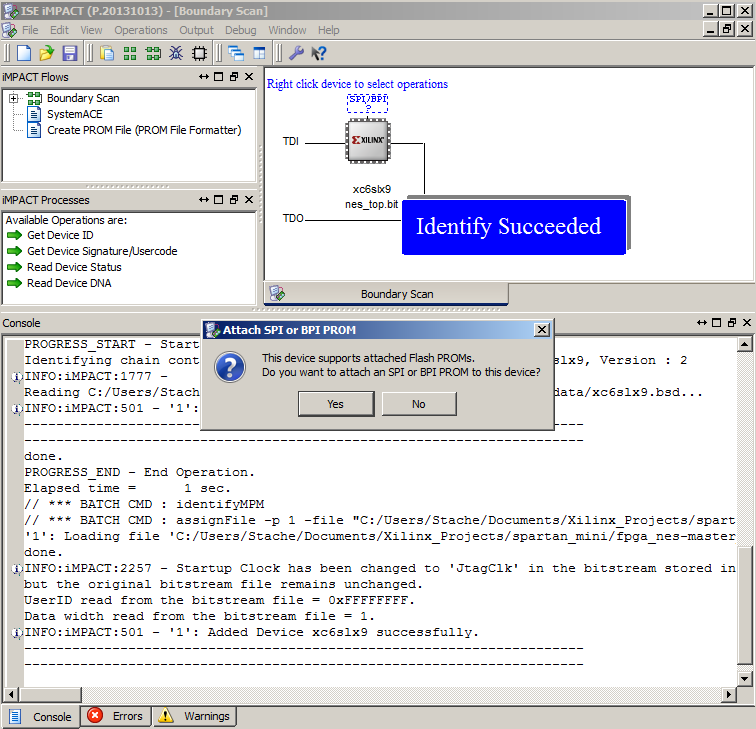 ISE iMPACT (P.20131013) - [Boundary Scan]
File Edit View Operations Output Debug Window Help
iMPACT Flows
Boundary Scan
SystemACE
Create PROM File (PROM File Formatter)
iMPACT Processes
Available Operations are:
Get Device ID
Get Device Signature/Usercode
Read Device Status
Read Device DNA
Right click device to select operations
SPI/BPI
?
TDI
XILINX
xc6slx9
nes_top.bit
TDO
Identify Succeeded
Boundary Scan
Console
PROGRESS_START - Start
Identifying chain cont slx9, Version : 2
INFO:iMPACT:1777 -
Reading C:/Users/Stach data/xc6slx9.bsd...
INFO:iMPACT:501 - '1':
----------------------------------------------------------------------
----------------------------------------------------------------------
done.
PROGRESS_END - End Operation.
Elapsed time =      1 sec.
// *** BATCH CMD : identifyMPM
// *** BATCH CMD : assignFile -p 1 -file "C:/Users/Stache/Documents/Xilinx_Projects/spart
'1': Loading file 'C:/Users/Stache/Documents/Xilinx_Projects/spartan_mini/fpga_nes-master
done.
INFO:iMPACT:2257 - Startup Clock has been changed to 'JtagClk' in the bitstream stored in
but the original bitstream file remains unchanged.
UserID read from the bitstream file = 0xFFFFFFFF.
Data width read from the bitstream file = 1.
INFO:iMPACT:501 - '1': Added Device xc6slx9 successfully.
----------------------------------------------------------------------
----------------------------------------------------------------------
Attach SPI or BPI PROM
This device supports attached Flash PROMs.
Do you want to attach an SPI or BPI PROM to this device?
Yes No
Console Errors Warnings